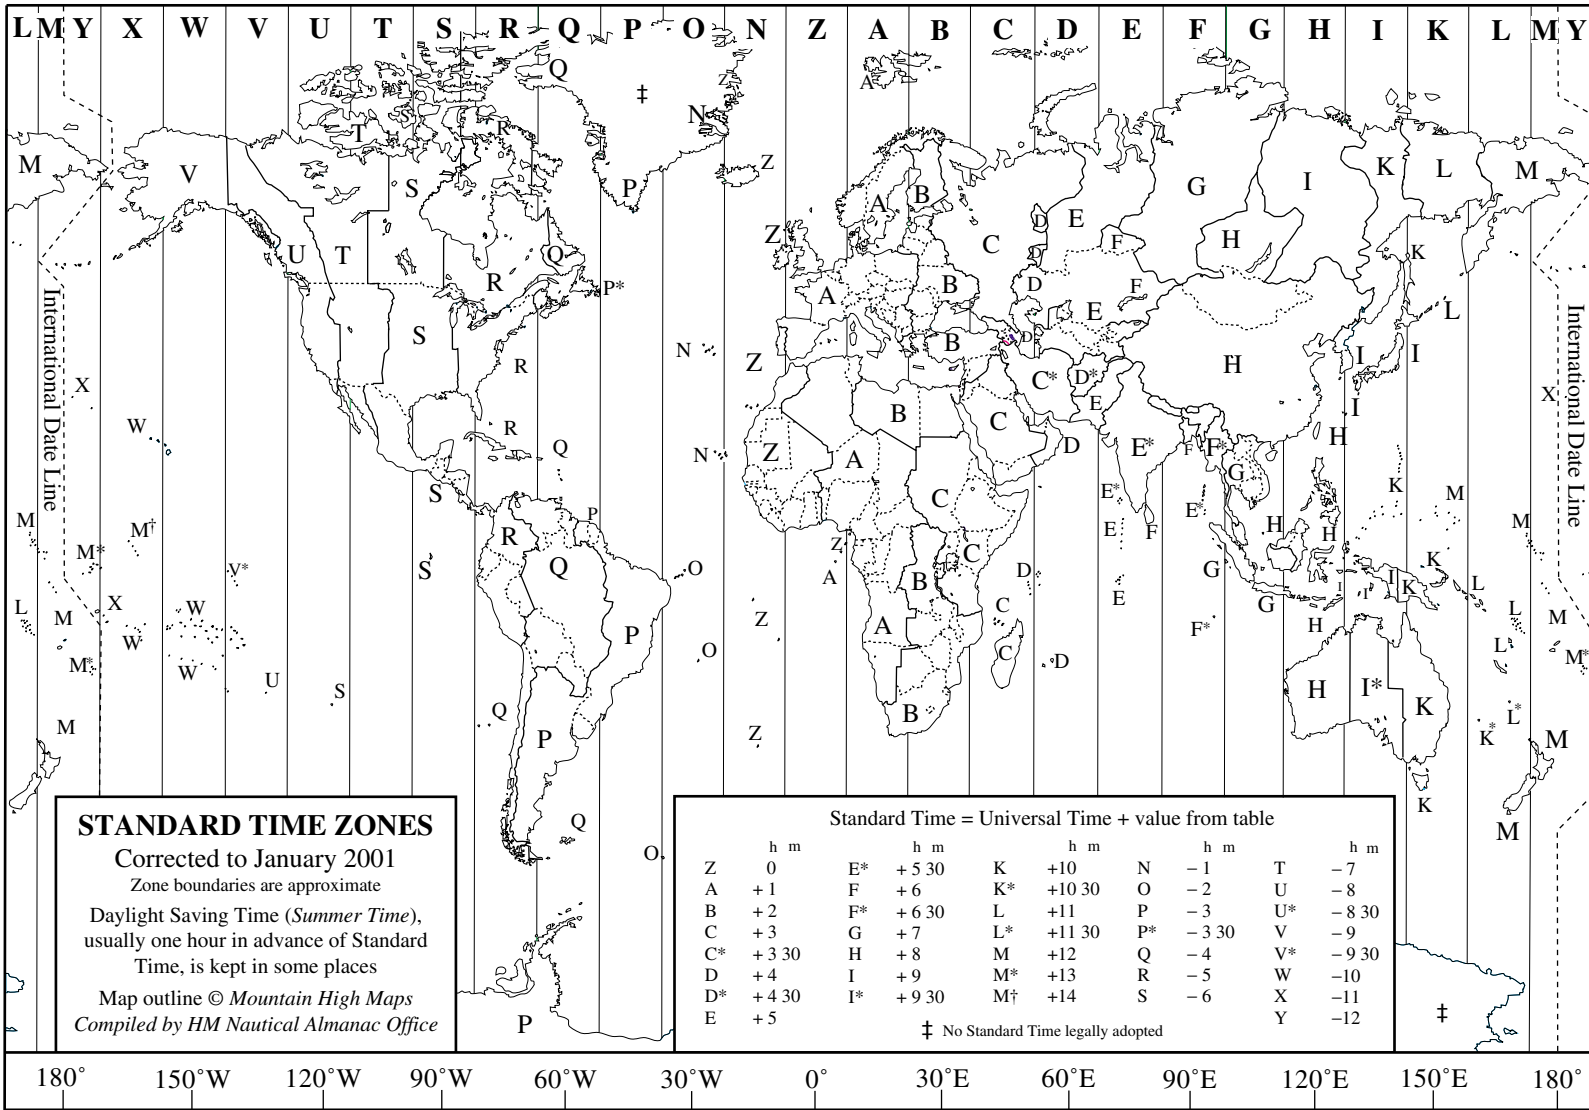 L M Y X W V U T S R Q P O N Z A B C D E F G H I K L M Y
Q
‡
Z
A
N
S
T
U
R
M
V
S
P
Z
A
B
G
I
K
L
M
U
T
Q
R
P*
Z
A
B
C
D
D
D
E
F
F
E
H
K
L
S
R
N
Z
B
D
C*
D*
E
H
I
I
I
X
W
R
Q
N
Z
A
B
C
D
E*
F
F*
G
H
K
M
X
International Date Line
International Date Line
S
P
R
Q
S
M
M†
M*
V*
O
Z
A
A
B
C
C
D
E*
E
E
F
E*
G
G
H
H
I
I
I
K
K
L
M
L
M
X
W
W
W
M*
M
U
S
Q
P
P
O
Z
Z
B
C
C
D
F*
H
H
I*
K
K
L
L
M
M*
L*
K*
M
M
Q
O
P
‡
STANDARD TIME ZONES
Corrected to January 2001
Zone boundaries are approximate
Daylight Saving Time (Summer Time),
usually one hour in advance of Standard
Time, is kept in some places
Map outline © Mountain High Maps
Compiled by HM Nautical Almanac Office
Standard Time = Universal Time + value from table
h m h m h m h m h m
Z 0 E* + 5 30 K +10 N − 1 T − 7
A + 1 F + 6 K* +10 30 O − 2 U − 8
B + 2 F* + 6 30 L +11 P − 3 U* − 8 30
C + 3 G + 7 L* +11 30 P* − 3 30 V − 9
C* + 3 30 H + 8 M +12 Q − 4 V* − 9 30
D + 4 I + 9 M* +13 R − 5 W −10
D* + 4 30 I* + 9 30 M† +14 S − 6 X −11
E + 5 Y −12
‡ No Standard Time legally adopted
180° 150°W 120°W 90°W 60°W 30°W 0° 30°E 60°E 90°E 120°E 150°E 180°